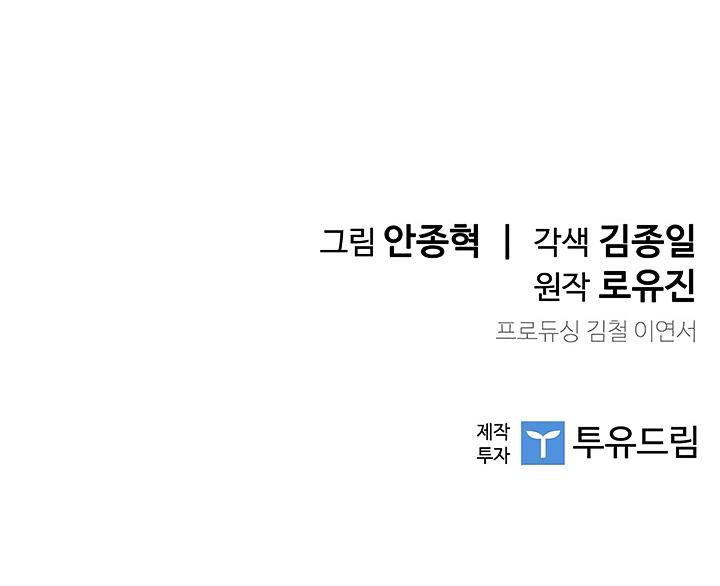 그림 안종혁 | 각색 김종일
원작 로유진
프로듀싱 김철 이연서
제작 투자 투유드림